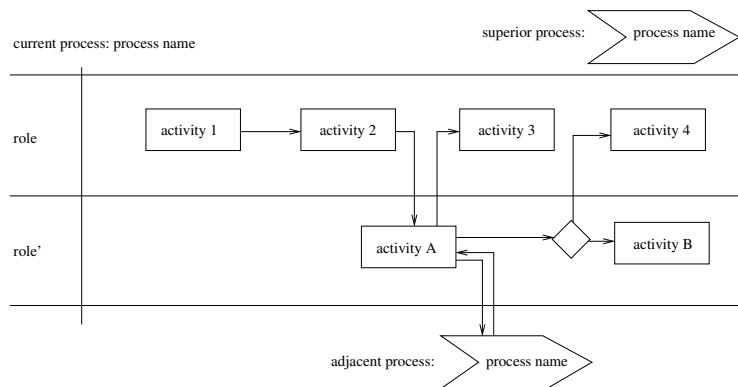 superior process: process name
current process: process name
role
activity 1
activity 2
activity 3
activity 4
role'
activity A
activity B
adjacent process: process name